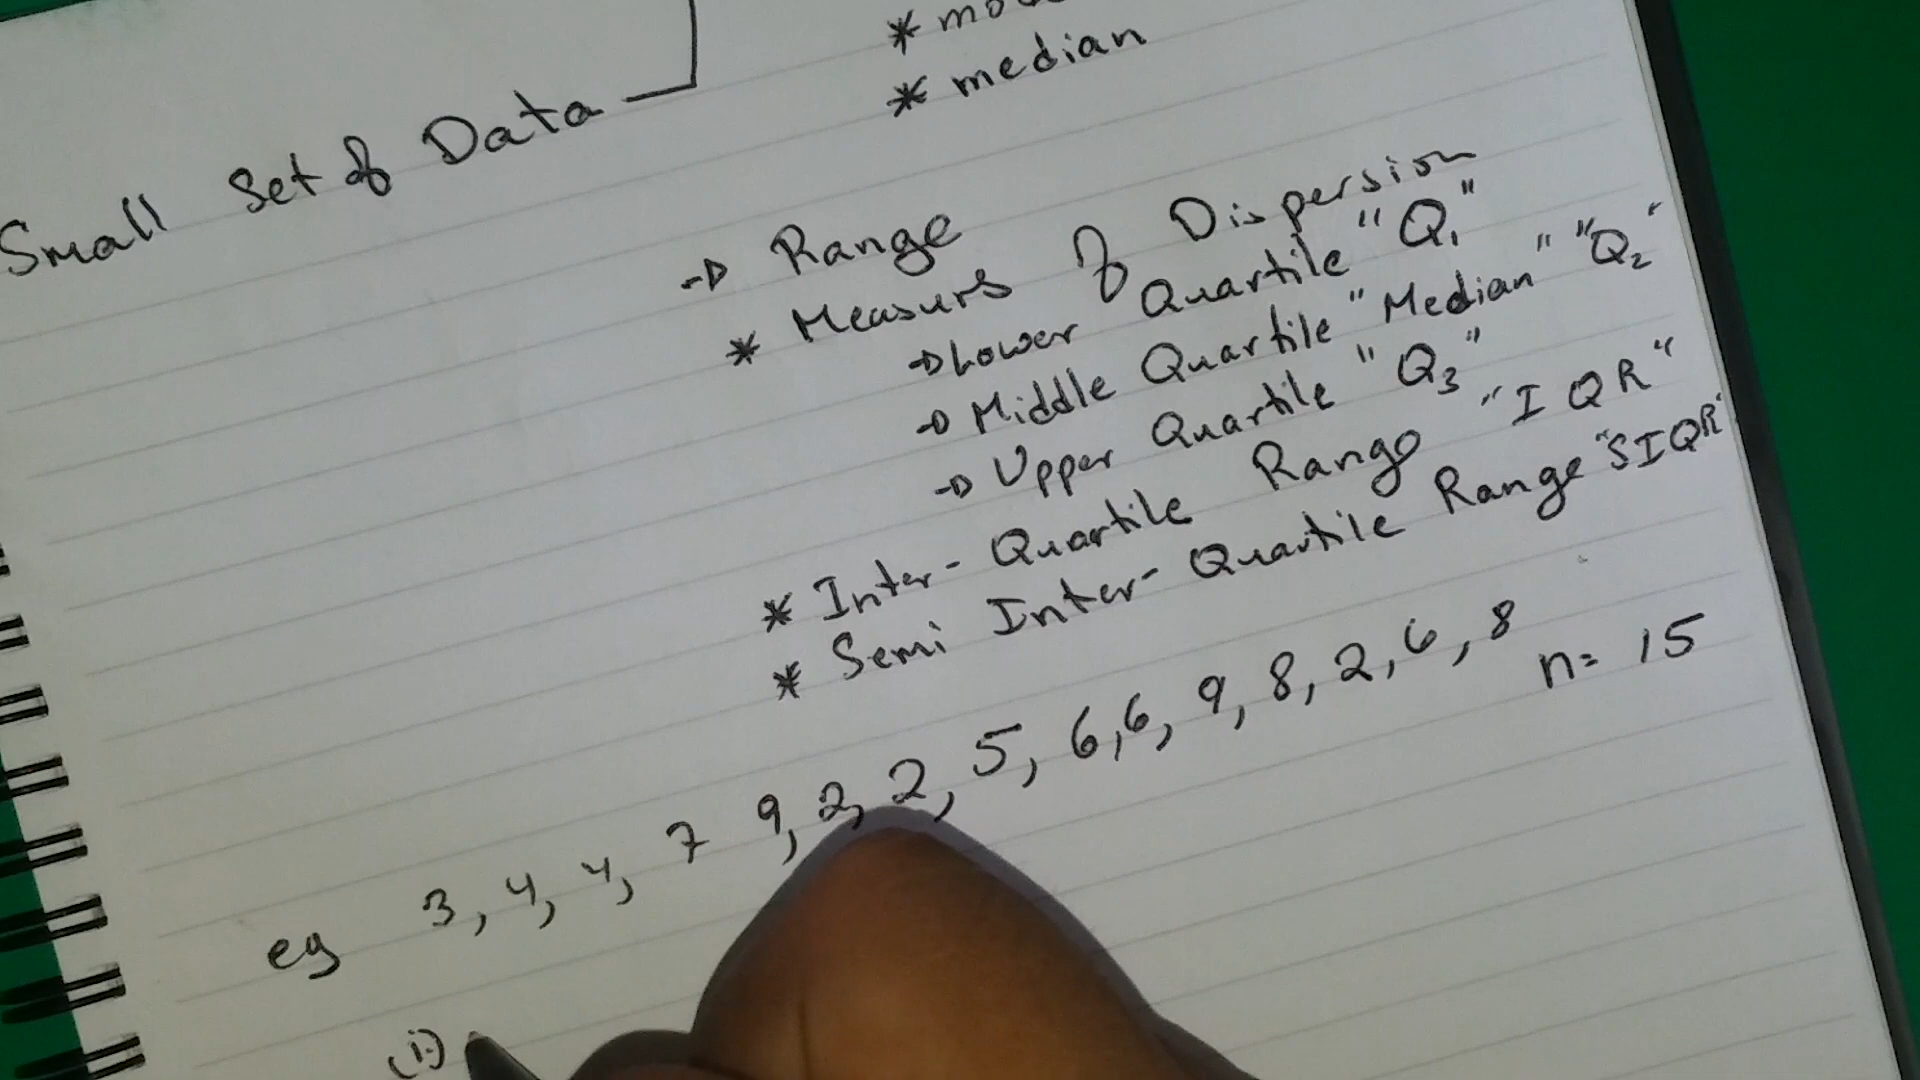 * median
Small Set of Data
-> Range
* Measurs of Dispersion
-> Lower Quartile "Q1"
-> Middle Quartile "Median" "Q2"
-> Upper Quartile "Q3"
* Inter-Quartile Range "IQR"
* Semi Inter-Quartile Range "SIQR"
eg 3, 4, 4, 7 9, 2, 2, 5, 6, 6, 9, 8, 2, 6, 8 n= 15
(i)